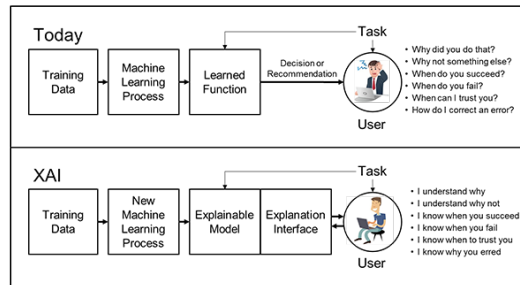 Today
Task
Training
Data
Machine
Learning
Process
Learned
Function
Decision or
Recommendation
User
• Why did you do that?
• Why not something else?
• When do you succeed?
• When do you fail?
• When can I trust you?
• How do I correct an error?
XAI
Task
Training
Data
New
Machine
Learning
Process
Explainable
Model
Explanation
Interface
User
• I understand why
• I understand why not
• I know when you succeed
• I know when you fail
• I know when to trust you
• I know why you erred